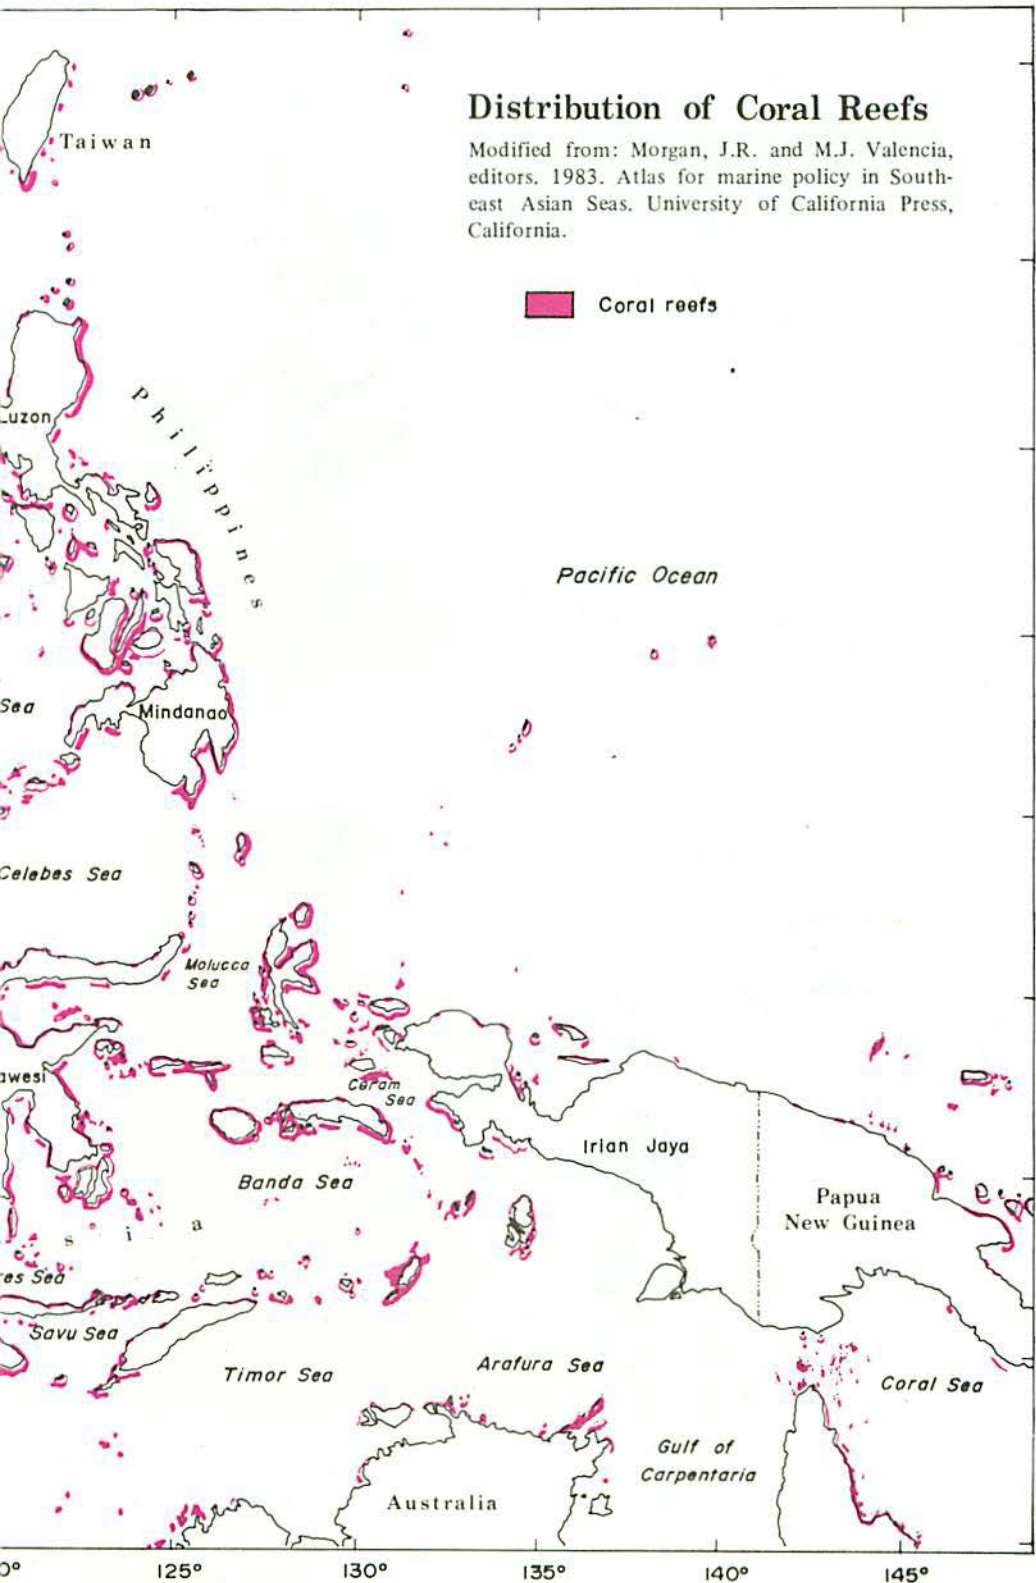 Distribution of Coral Reefs
Modified from: Morgan, J.R. and M.J. Valencia,
editors. 1983. Atlas for marine policy in South-
east Asian Seas. University of California Press,
California.
Coral reefs
Taiwan
Luzon
Philippines
Pacific Ocean
Sea
Mindanao
Celebes Sea
Molucca
Sea
awesi
Ceram
Sea
Irian Jaya
Banda Sea
Papua
New Guinea
s i a
res Sea
Savu Sea
Timor Sea
Arafura Sea
Coral Sea
Gulf of
Carpentaria
Australia
0° 125° 130° 135° 140° 145°